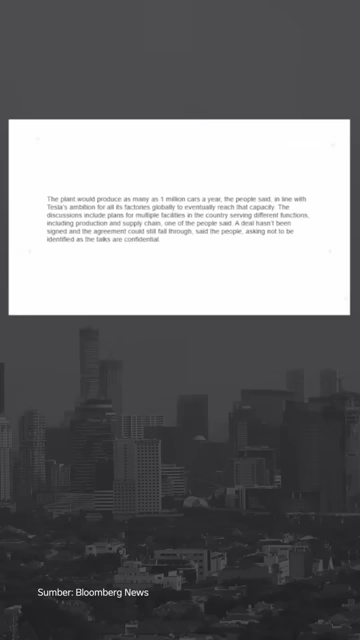 The plant would produce as many as 1 million cars a year, the people said, in line with
Tesla's ambition for all its factories globally to eventually reach that capacity. The
discussions include plans for multiple facilities in the country serving different functions,
including production and supply chain, one of the people said. A deal hasn't been
signed and the agreement could still fall through, said the people, asking not to be
identified as the talks are confidential.
Sumber: Bloomberg News